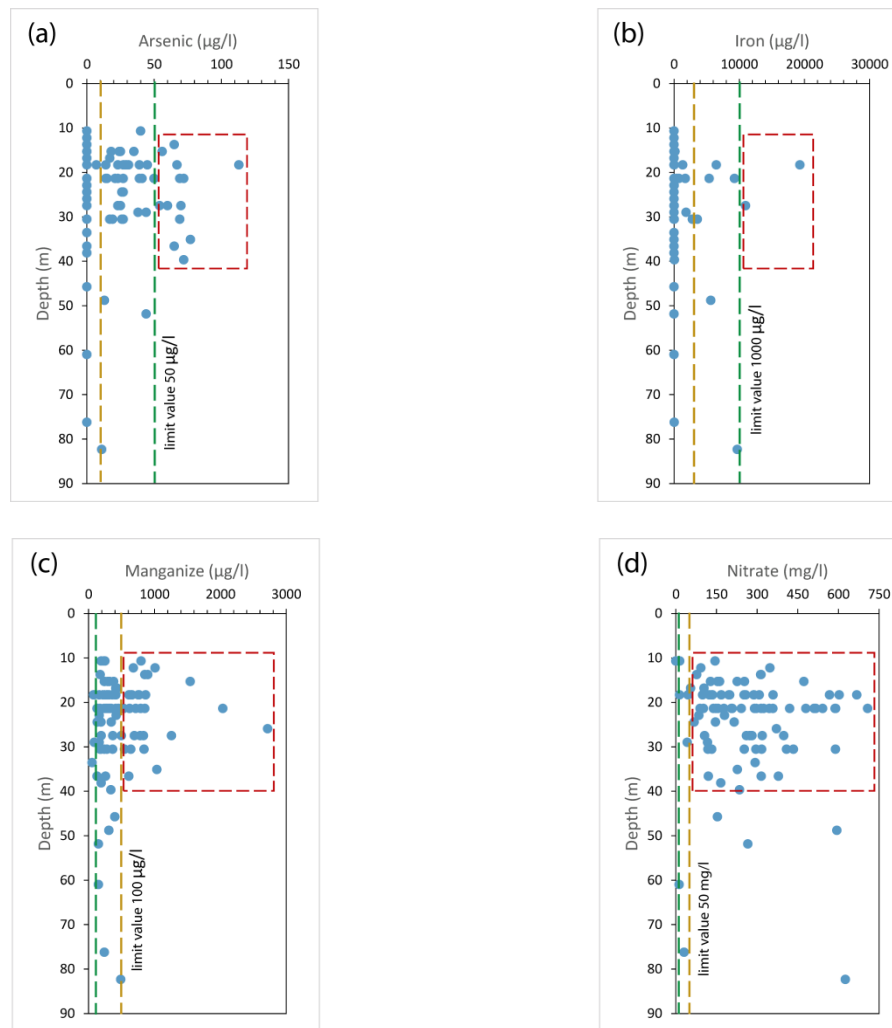 (a)
Arsenic (µg/l)
0 50 100 150
0
10
20
30
40
50
60
70
80
90
Depth (m)
limit value 50 µg/l
(b)
Iron (µg/l)
0 10000 20000 30000
0
10
20
30
40
50
60
70
80
90
Depth (m)
limit value 1000 µg/l
(c)
Manganize (µg/l)
0 1000 2000 3000
0
10
20
30
40
50
60
70
80
90
Depth (m)
limit value 100 µg/l
(d)
Nitrate (mg/l)
0 150 300 450 600 750
0
10
20
30
40
50
60
70
80
90
Depth (m)
limit value 50 mg/l